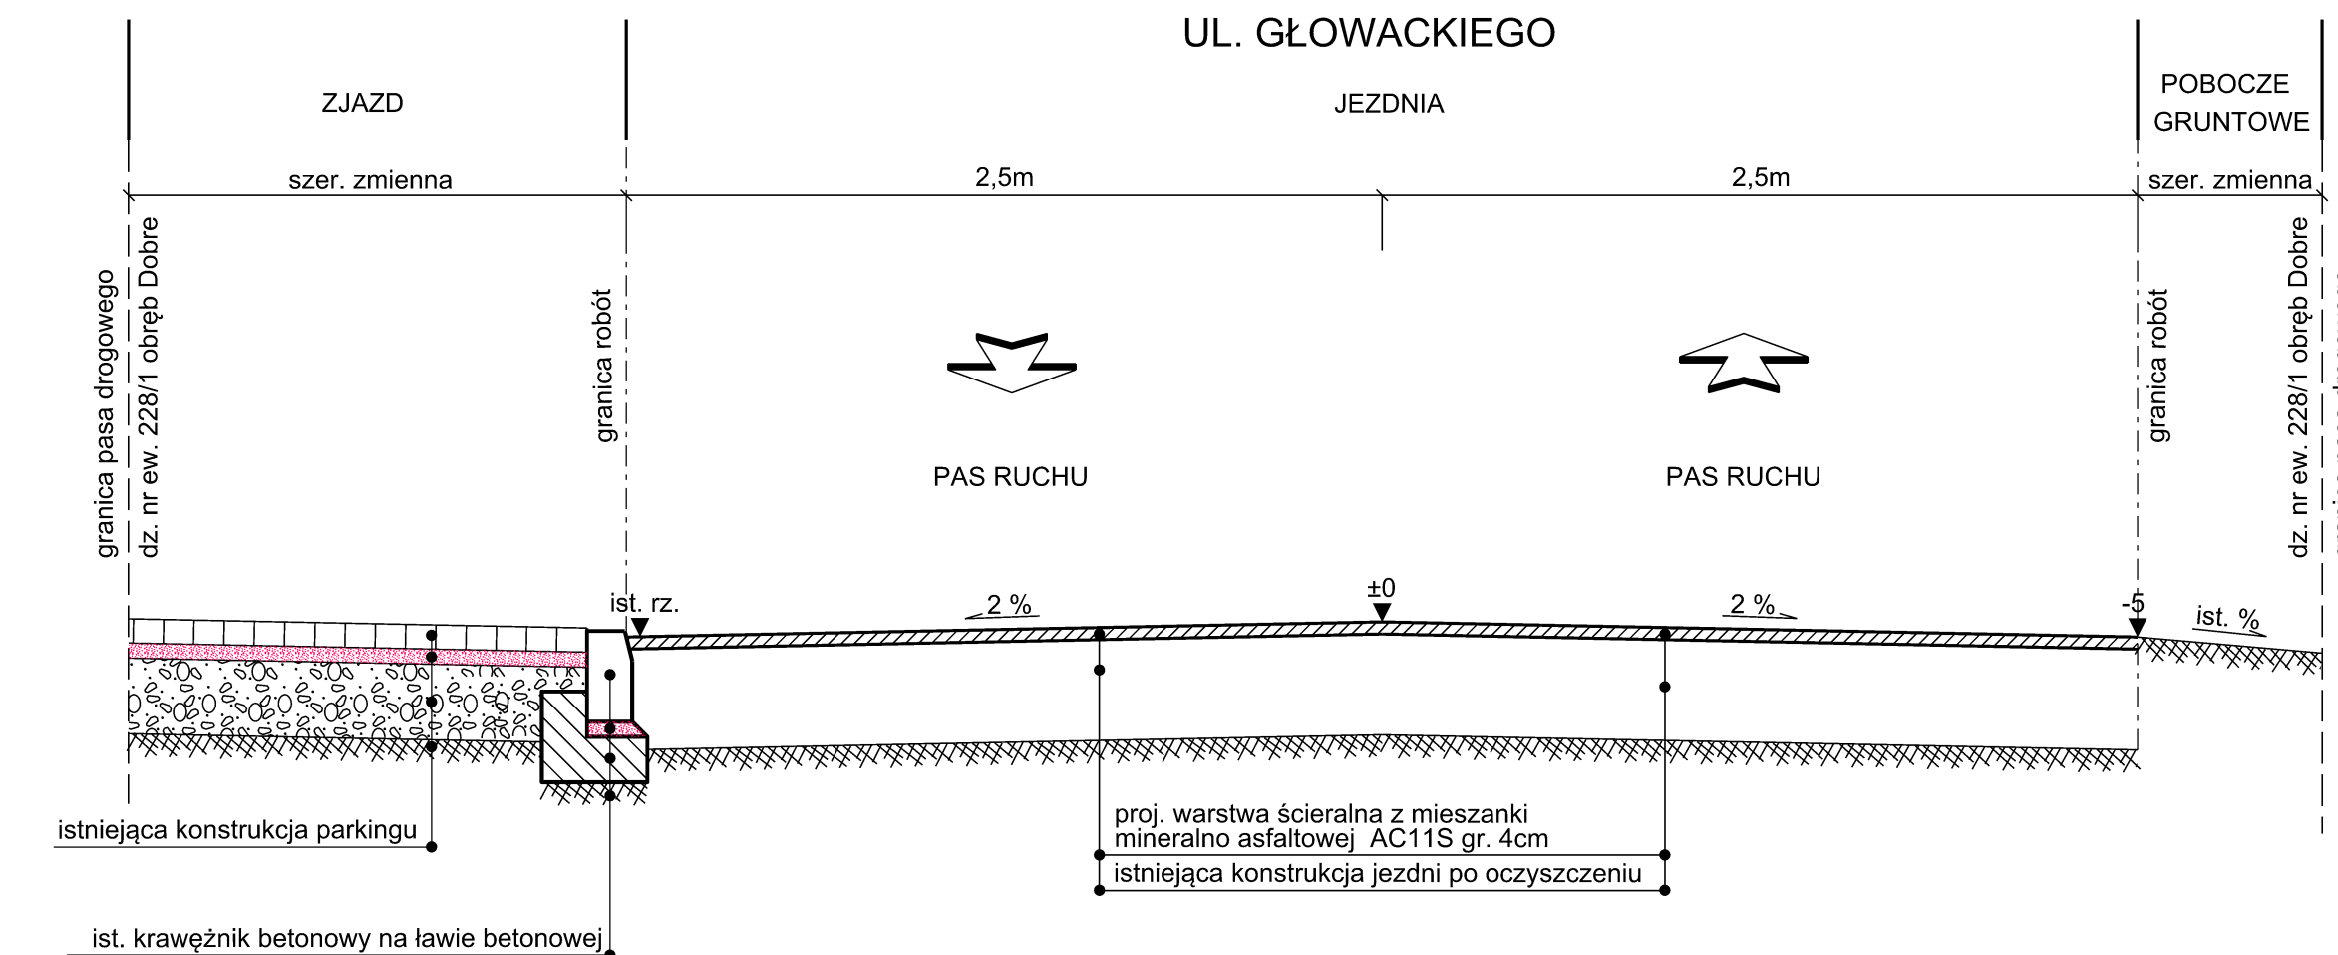 UL. GŁOWACKIEGO
ZJAZD
JEZDNIA
POBOCZE
GRUNTOWE
szer. zmienna
2,5m
2,5m
szer. zmienna
granica pasa drogowego
dz. nr ew. 228/1 obręb Dobre
granica robót
granica robót
dz. nr ew. 228/1 obręb Dobre
PAS RUCHU
PAS RUCHU
ist. rz.
2 %
±0
2 %
-5
ist. %
proj. warstwa ścieralna z mieszanki
mineralno asfaltowej AC11S gr. 4cm
istniejąca konstrukcja parkingu
istniejąca konstrukcja jezdni po oczyszczeniu
ist. krawężnik betonowy na ławie betonowej